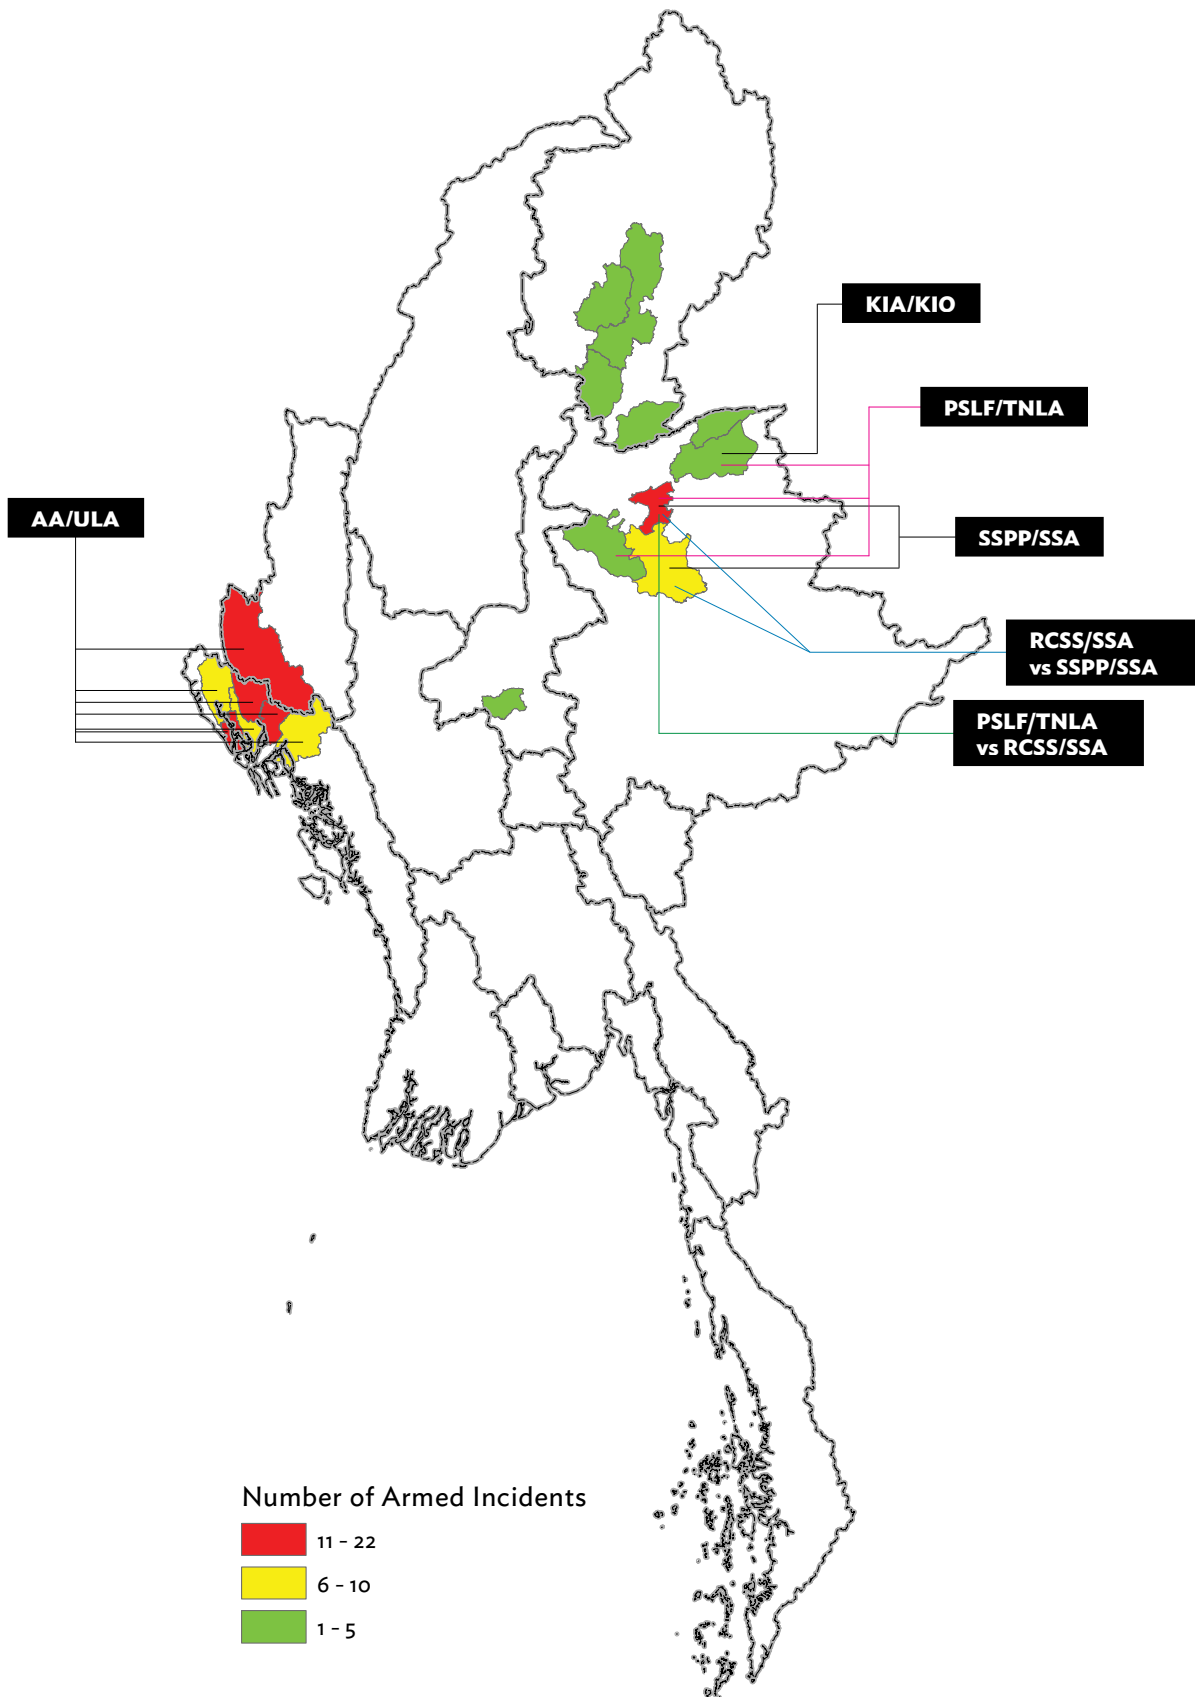 KIA/KIO
PSLF/TNLA
AA/ULA
SSPP/SSA
RCSS/SSA
vs SSPP/SSA
PSLF/TNLA
vs RCSS/SSA
Number of Armed Incidents
11 - 22
6 - 10
1 - 5